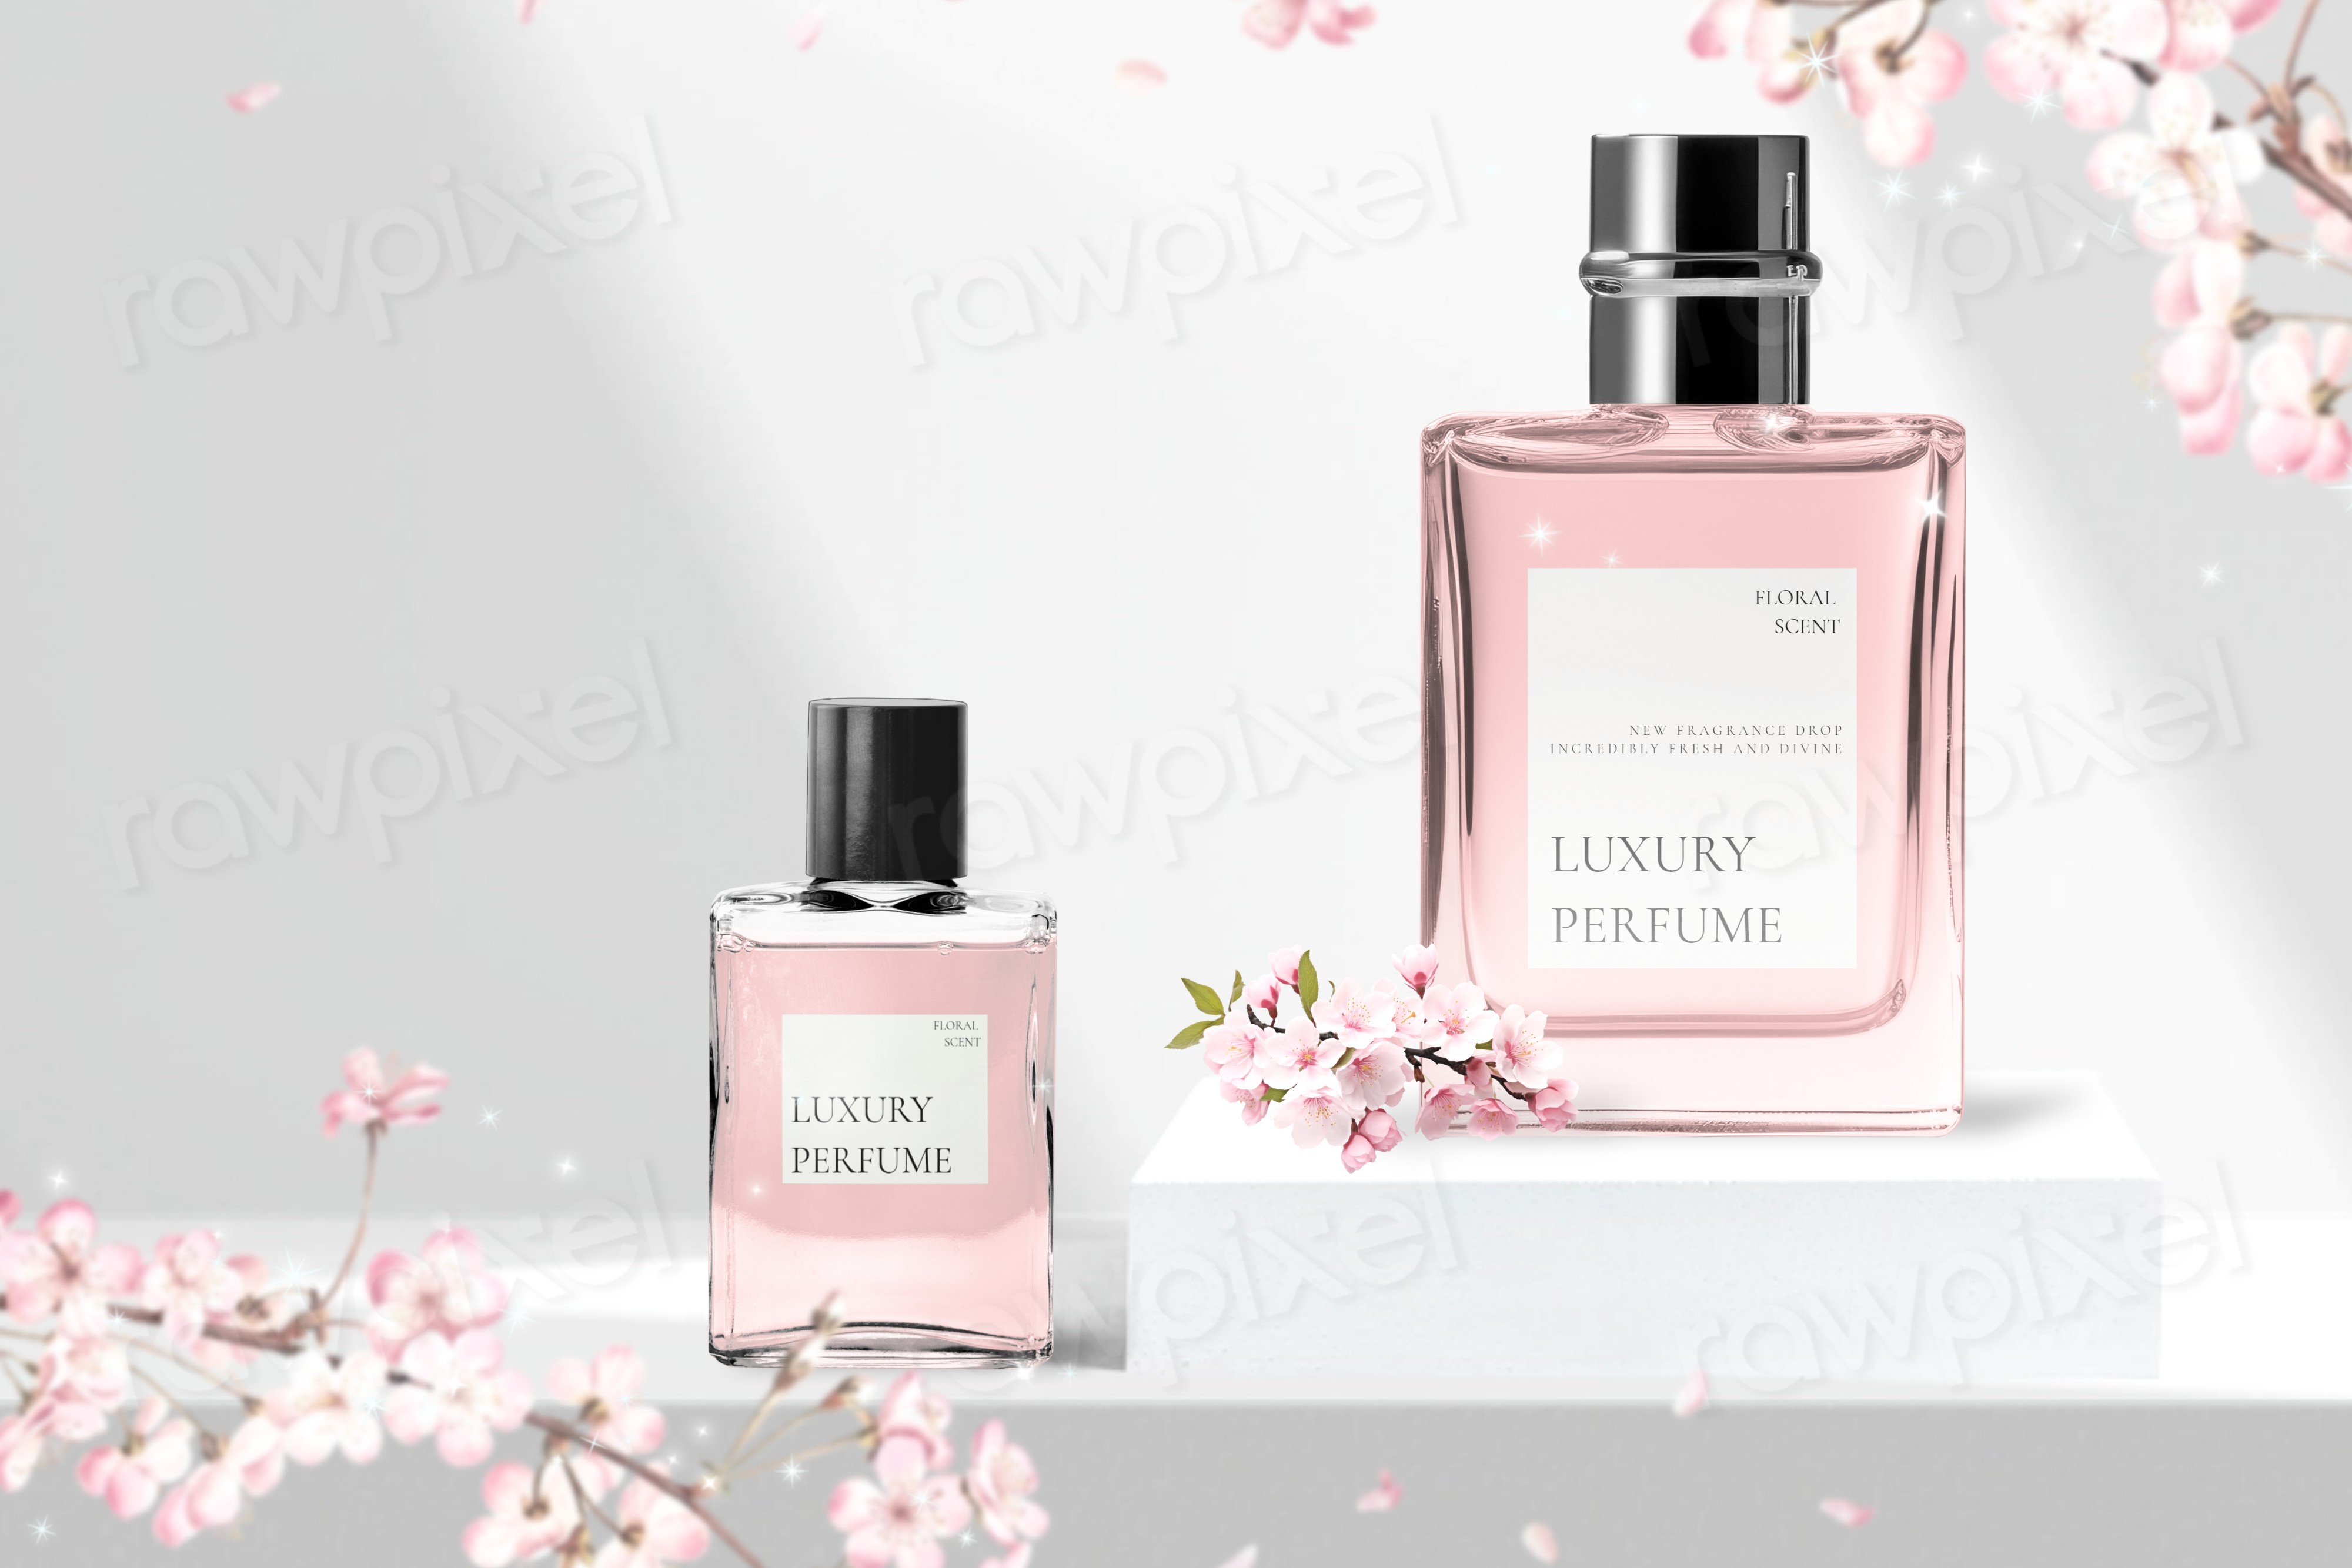 FLORAL
SCENT
NEW FRAGRANCE DROP
INCREDIBLY FRESH AND DIVINE
LUXURY
PERFUME
FLORAL
SCENT
LUXURY
PERFUME
rawpixel
rawpixel
rawpixel
rawpixel
rawpixel
rawpixel
rawpixel
rawpixel
rawpixel